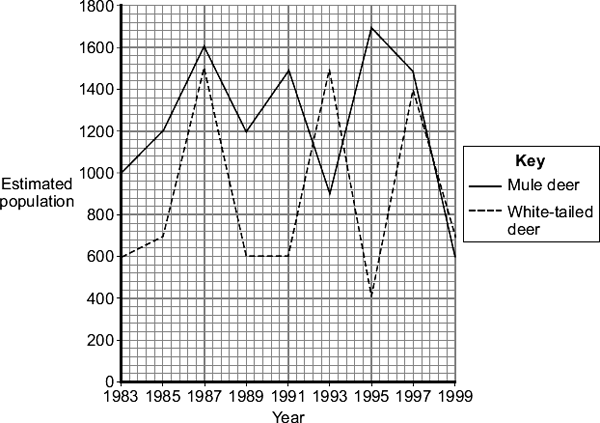 1800
1600
1400
1200
1000
800
600
400
200
0
Estimated
population
1983 1985 1987 1989 1991 1993 1995 1997 1999
Year
Key
Mule deer
White-tailed
deer